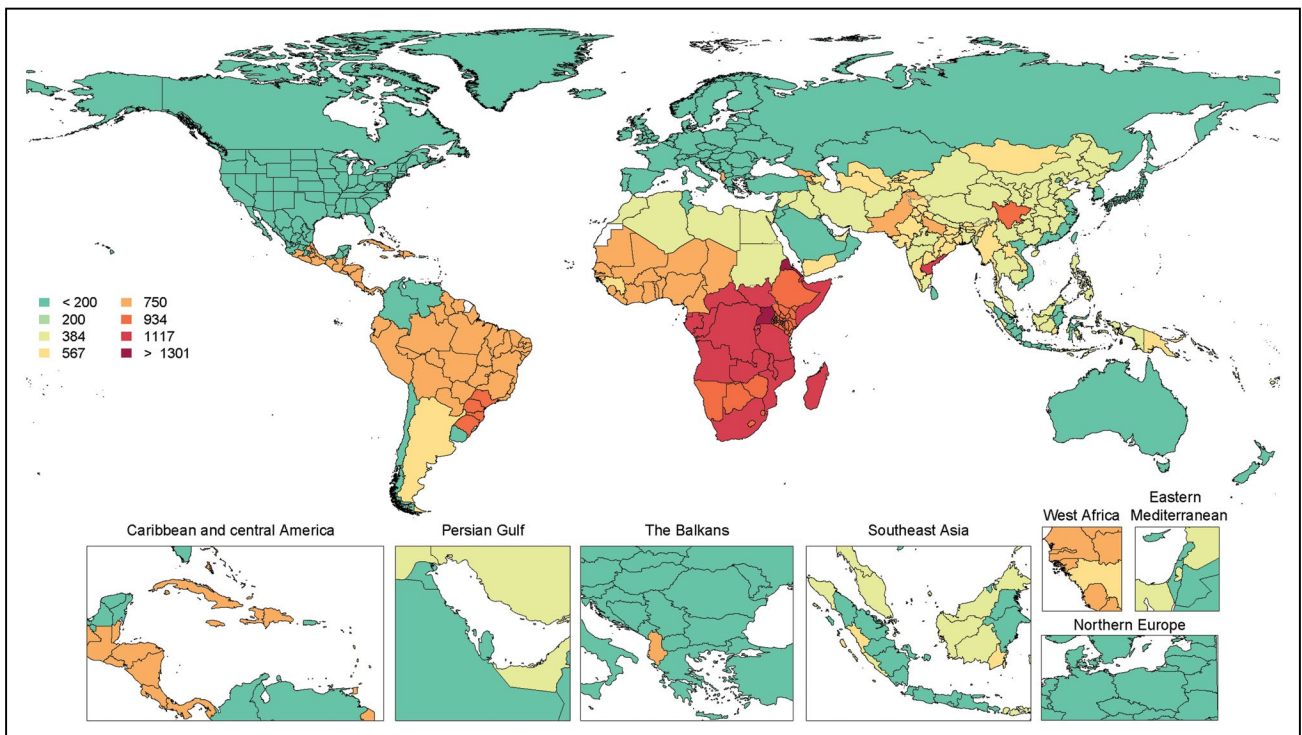 < 200
200
384
567
750
934
1117
> 1301
Caribbean and central America
Persian Gulf
The Balkans
Southeast Asia
West Africa
Eastern
Mediterranean
Northern Europe